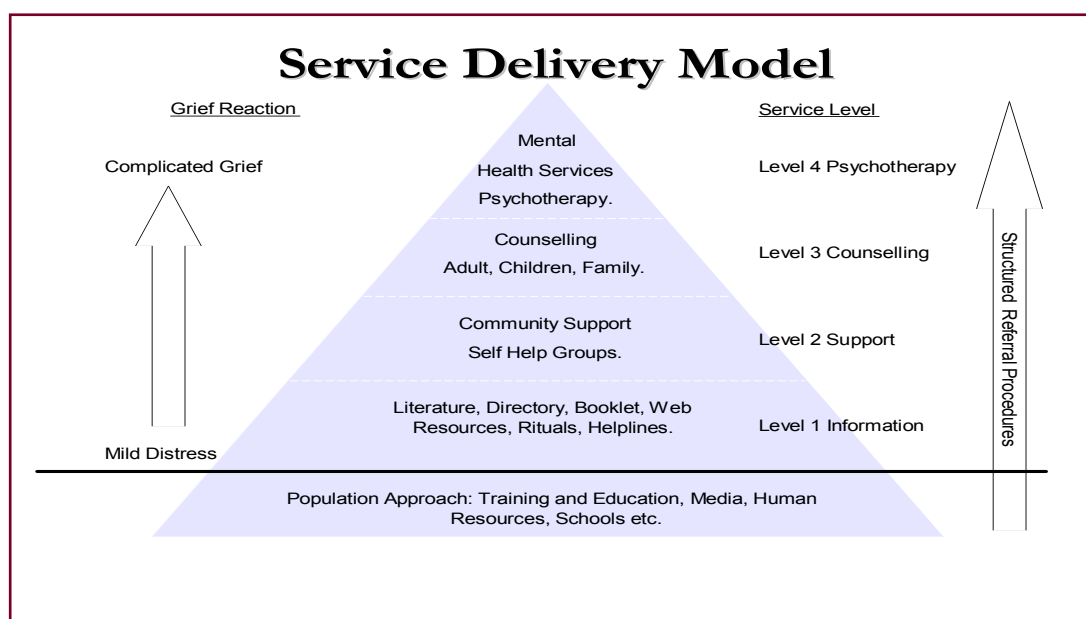 Service Delivery Model
Grief Reaction
Service Level
Complicated Grief
Mental
Health Services
Psychotherapy.
Level 4 Psychotherapy
Counselling
Adult, Children, Family.
Level 3 Counselling
Community Support
Self Help Groups.
Level 2 Support
Literature, Directory, Booklet, Web
Resources, Rituals, Helplines.
Level 1 Information
Mild Distress
Structured Referral Procedures
Population Approach: Training and Education, Media, Human
Resources, Schools etc.